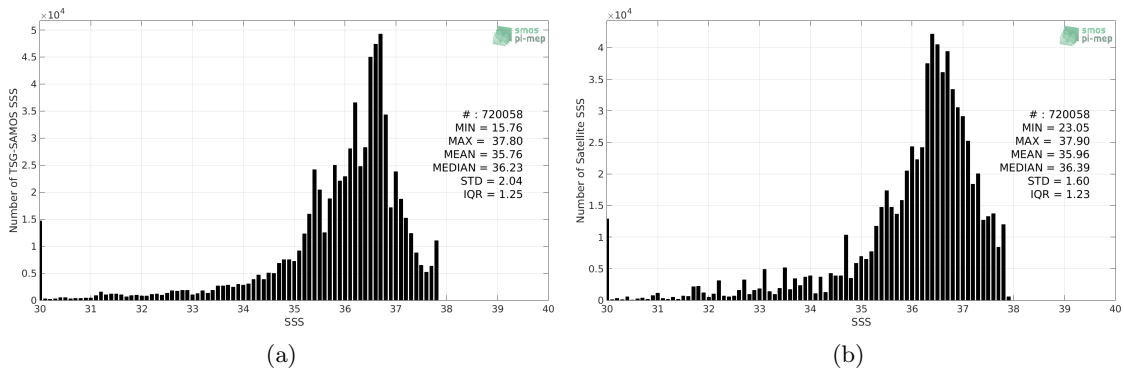 ×10⁴
5
4.5
4
3.5
3
2.5
2
1.5
1
0.5
0
Number of TSG-SAMOS SSS
30 31 32 33 34 35 36 37 38 39 40
SSS
smos
pi-mep
# : 720058
MIN = 15.76
MAX = 37.80
MEAN = 35.76
MEDIAN = 36.23
STD = 2.04
IQR = 1.25
(a)
×10⁴
4
3.5
3
2.5
2
1.5
1
0.5
0
Number of Satellite SSS
30 31 32 33 34 35 36 37 38 39 40
SSS
smos
pi-mep
# : 720058
MIN = 23.05
MAX = 37.90
MEAN = 35.96
MEDIAN = 36.39
STD = 1.60
IQR = 1.23
(b)